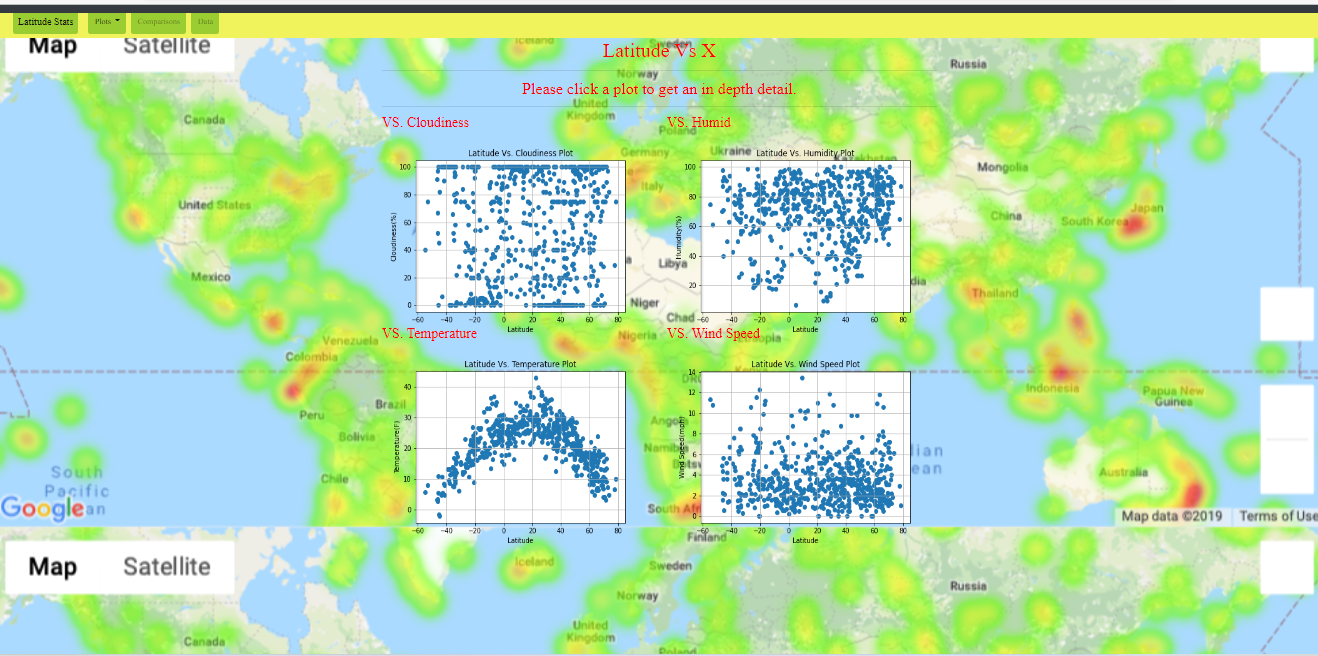 Latitude Stats Plots Comparisons Data
Map Satellite
Latitude Vs X
Please click a plot to get an in depth detail.
VS. Cloudiness
Latitude Vs. Cloudiness Plot
Cloudiness(%)
100
80
60
40
20
0
−60 −40 −20 0 20 40 60 80
Latitude
VS. Humid
Latitude Vs. Humidity Plot
Humidity(%)
100
80
60
40
20
−60 −40 −20 0 20 40 60 80
Latitude
VS. Temperature
Latitude Vs. Temperature Plot
Temperature(F)
40
30
20
10
0
−60 −40 −20 0 20 40 60 80
Latitude
VS. Wind Speed
Latitude Vs. Wind Speed Plot
Wind Speed(mph)
14
12
10
8
6
4
2
0
−60 −40 −20 0 20 40 60 80
Latitude
Iceland
Sweden
Norway
Russia
Canada
United
Kingdom
Poland
Germany
Ukraine
Kazakhstan
Mongolia
Italy
United States
China
South Korea
Japan
Mexico
Libya
Niger
Chad
Thailand
Nigeria
Ethiopia
Venezuela
Colombia
Indonesia
Papua New
Guinea
Peru
Brazil
Bolivia
Chile
Australia
South
Pacific
Google
Map data ©2019 Terms of Use
Map Satellite
Finland
Iceland
Sweden
Norway
Russia
United
Kingdom
Canada
Poland